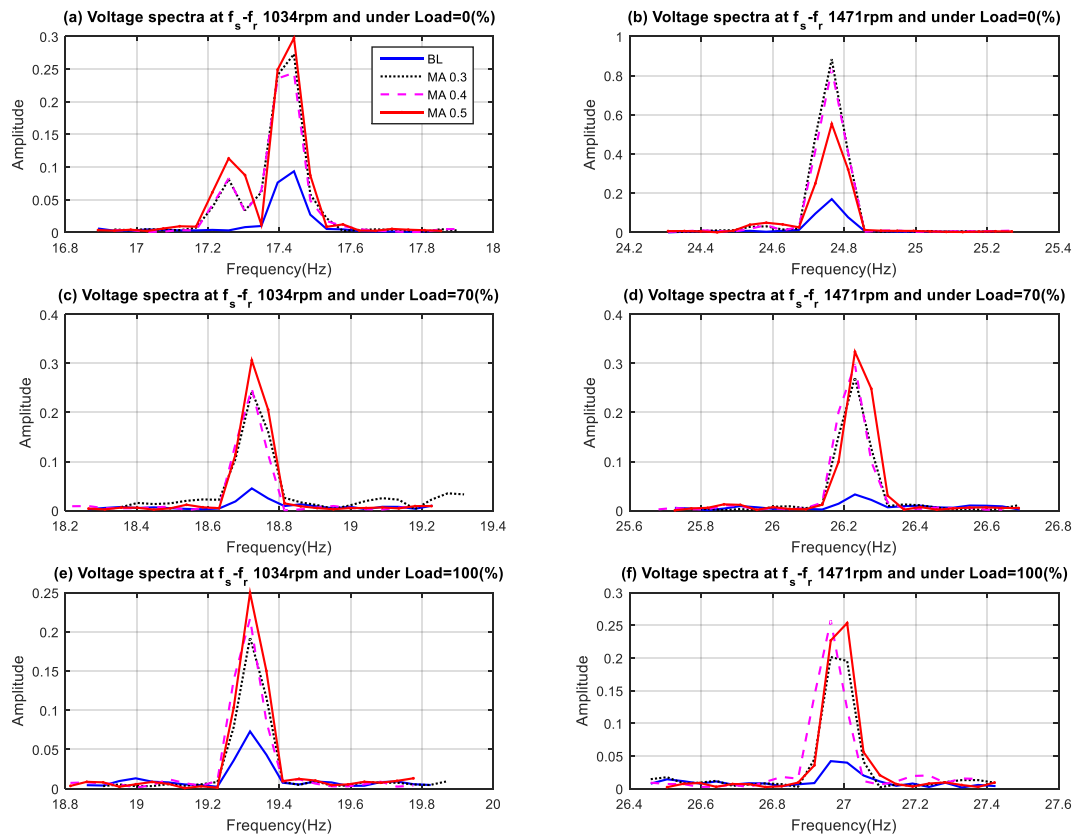 (a) Voltage spectra at fs-fr 1034rpm and under Load=0(%)
0.3
0.25
0.2
0.15
0.1
0.05
0
Amplitude
BL
MA 0.3
MA 0.4
MA 0.5
16.8 17 17.2 17.4 17.6 17.8 18
Frequency(Hz)
(b) Voltage spectra at fs-fr 1471rpm and under Load=0(%)
1
0.8
0.6
0.4
0.2
0
Amplitude
24.2 24.4 24.6 24.8 25 25.2 25.4
Frequency(Hz)
(c) Voltage spectra at fs-fr 1034rpm and under Load=70(%)
0.4
0.3
0.2
0.1
0
Amplitude
18.2 18.4 18.6 18.8 19 19.2 19.4
Frequency(Hz)
(d) Voltage spectra at fs-fr 1471rpm and under Load=70(%)
0.4
0.3
0.2
0.1
0
Amplitude
25.6 25.8 26 26.2 26.4 26.6 26.8
Frequency(Hz)
(e) Voltage spectra at fs-fr 1034rpm and under Load=100(%)
0.25
0.2
0.15
0.1
0.05
0
Amplitude
18.8 19 19.2 19.4 19.6 19.8 20
Frequency(Hz)
(f) Voltage spectra at fs-fr 1471rpm and under Load=100(%)
0.3
0.25
0.2
0.15
0.1
0.05
0
Amplitude
26.4 26.6 26.8 27 27.2 27.4 27.6
Frequency(Hz)